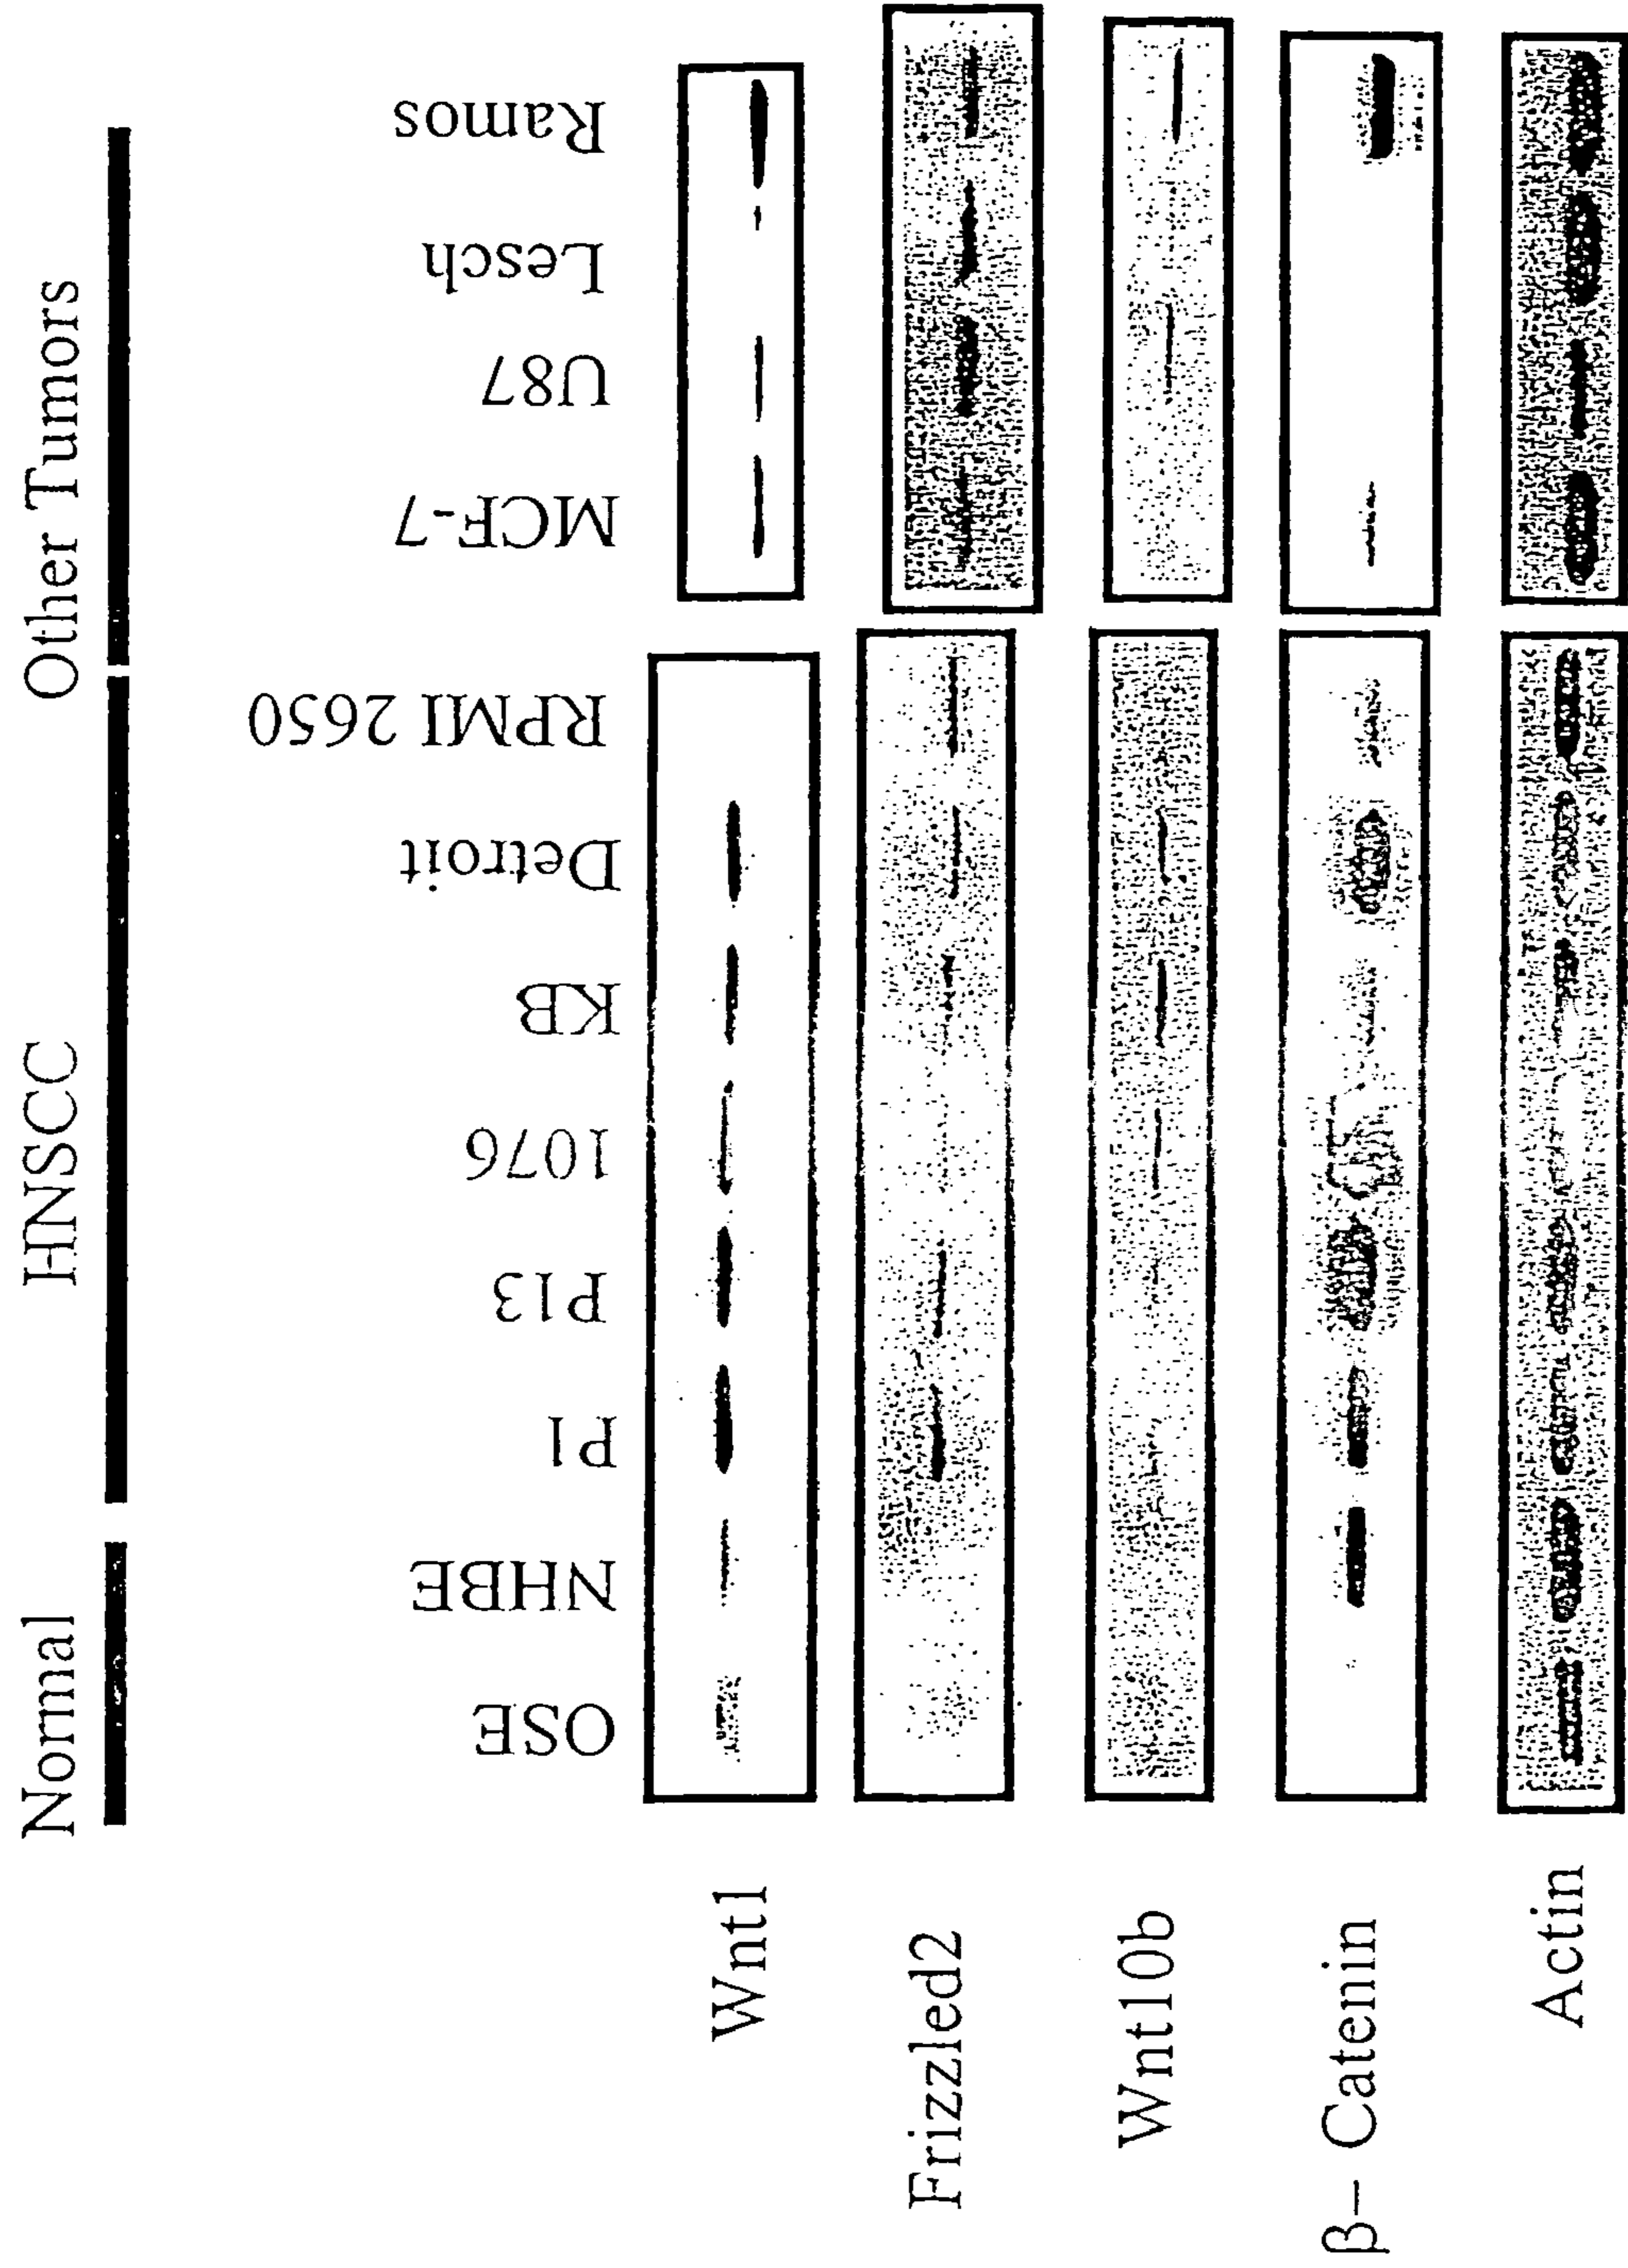 Normal
HNSCC
Other Tumors
OSE
NHBE
P1
P13
1076
KB
Detroit
RPMI 2650
MCF-7
U87
Lesch
Ramos
Wnt1
Frizzled2
Wnt10b
β– Catenin
Actin